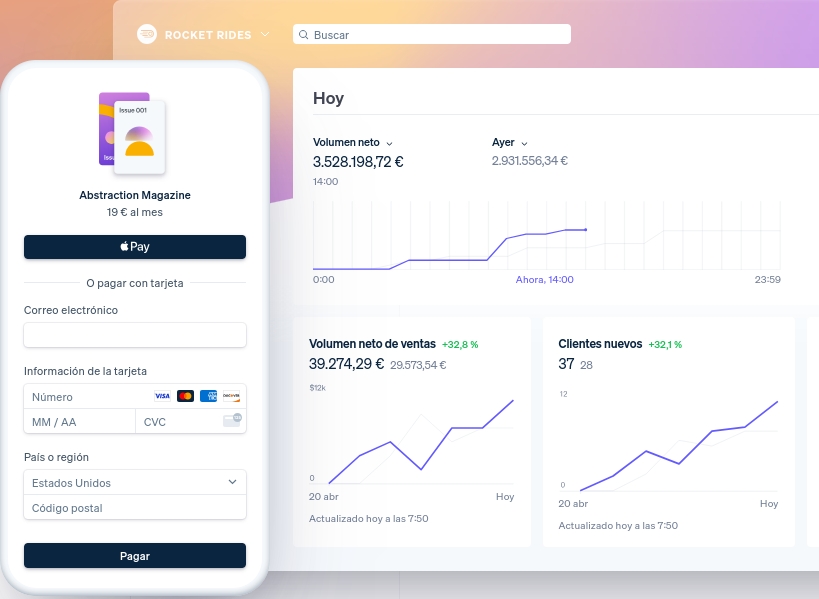 ROCKET RIDES
Buscar
Issue 001
Abstraction Magazine
19 € al mes
Pay
O pagar con tarjeta
Correo electrónico
Información de la tarjeta
Número VISA
MM / AA CVC
País o región
Estados Unidos
Código postal
Pagar
Hoy
Volumen neto Ayer
3.528.198,72 € 2.931.556,34 €
14:00
0:00 Ahora, 14:00 23:59
Volumen neto de ventas +32,8 %
39.274,29 € 29.573,54 €
$12k
0
20 abr Hoy
Actualizado hoy a las 7:50
Clientes nuevos +32,1 %
37 28
12
0
20 abr Hoy
Actualizado hoy a las 7:50